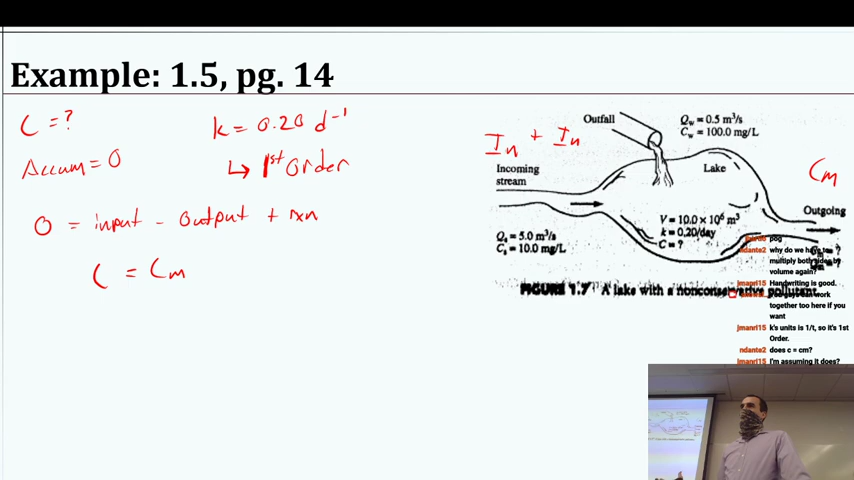 Example: 1.5, pg. 14
C = ?
k = 0.20 d⁻¹
Accum = 0
↳ 1st Order
0 = input - output + rxn
C = Cm
In + In
Outfall
Qw = 0.5 m³/s
Cw = 100.0 mg/L
Incoming
stream
Lake
Cm
Outgoing
V = 10.0 × 10⁶ m³
k = 0.20/day
C = ?
Qs = 5.0 m³/s
Cs = 10.0 mg/L
FIGURE 1.7 A lake with a nonconservative pollutant.
pog
ndante2 why do we have to
multiply both sides by
volume again?
jmanri15 Handwriting is good.
you guys can work
together too here if you
want
jmanri15 k's units is 1/t, so it's 1st
Order.
ndante2 does c = cm?
jmanri15 I'm assuming it does?